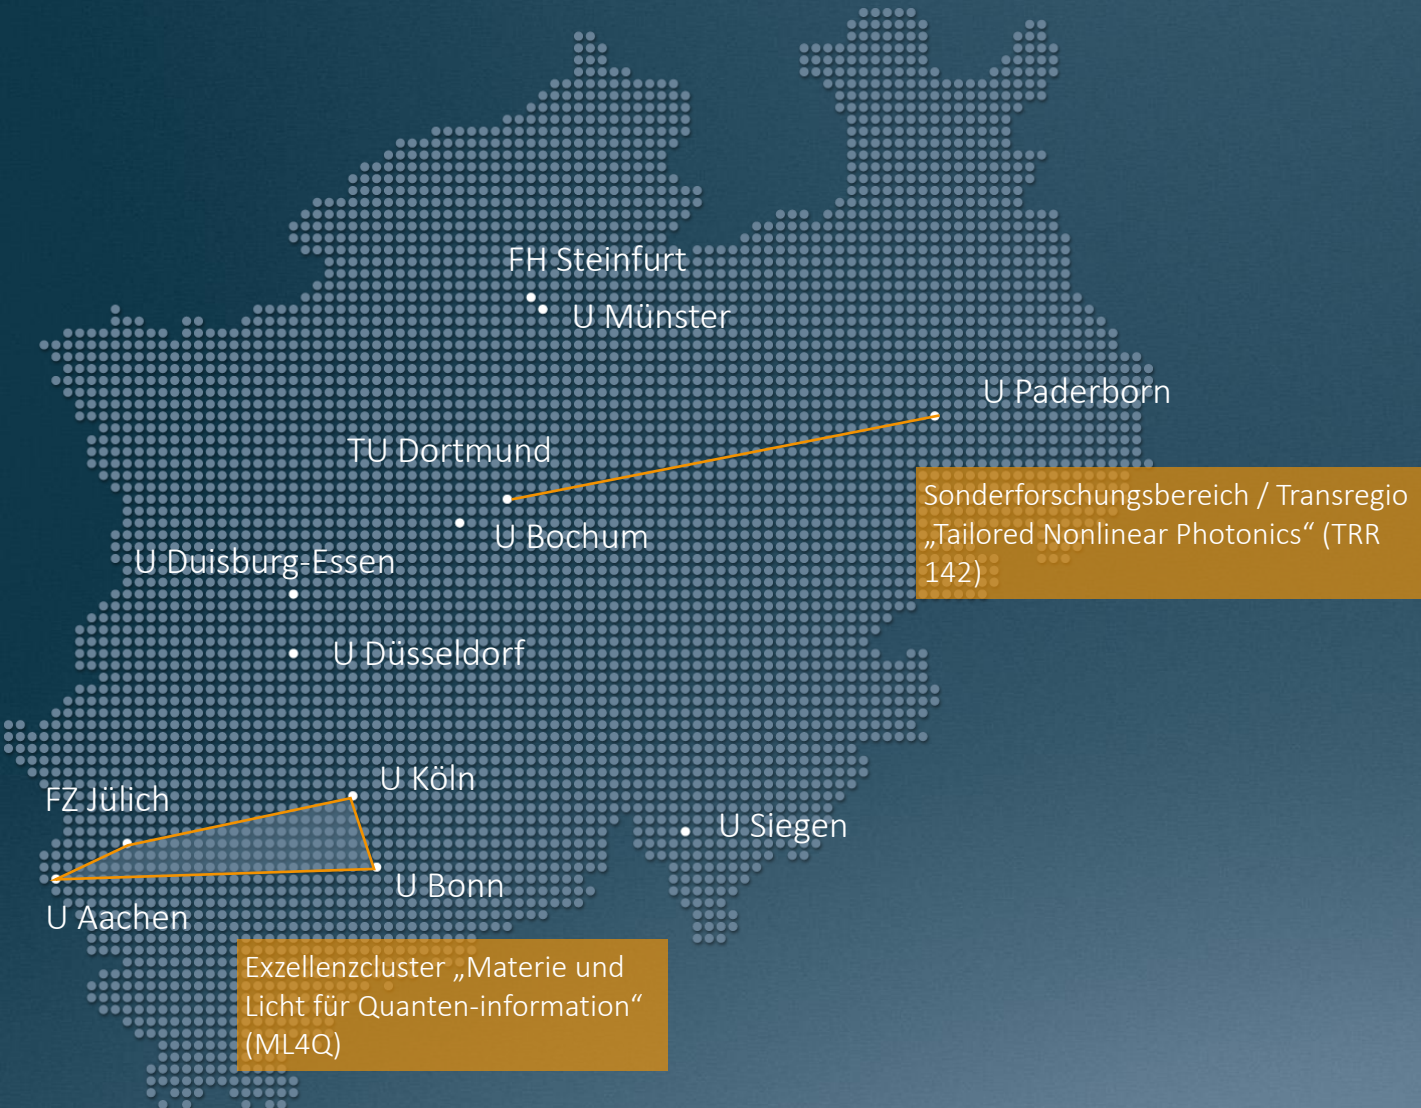 FH Steinfurt
U Münster
U Paderborn
TU Dortmund
Sonderforschungsbereich / Transregio
„Tailored Nonlinear Photonics“ (TRR
142)
U Bochum
U Duisburg-Essen
U Düsseldorf
U Köln
FZ Jülich
U Siegen
U Bonn
U Aachen
Exzellenzcluster „Materie und
Licht für Quanten-information“
(ML4Q)